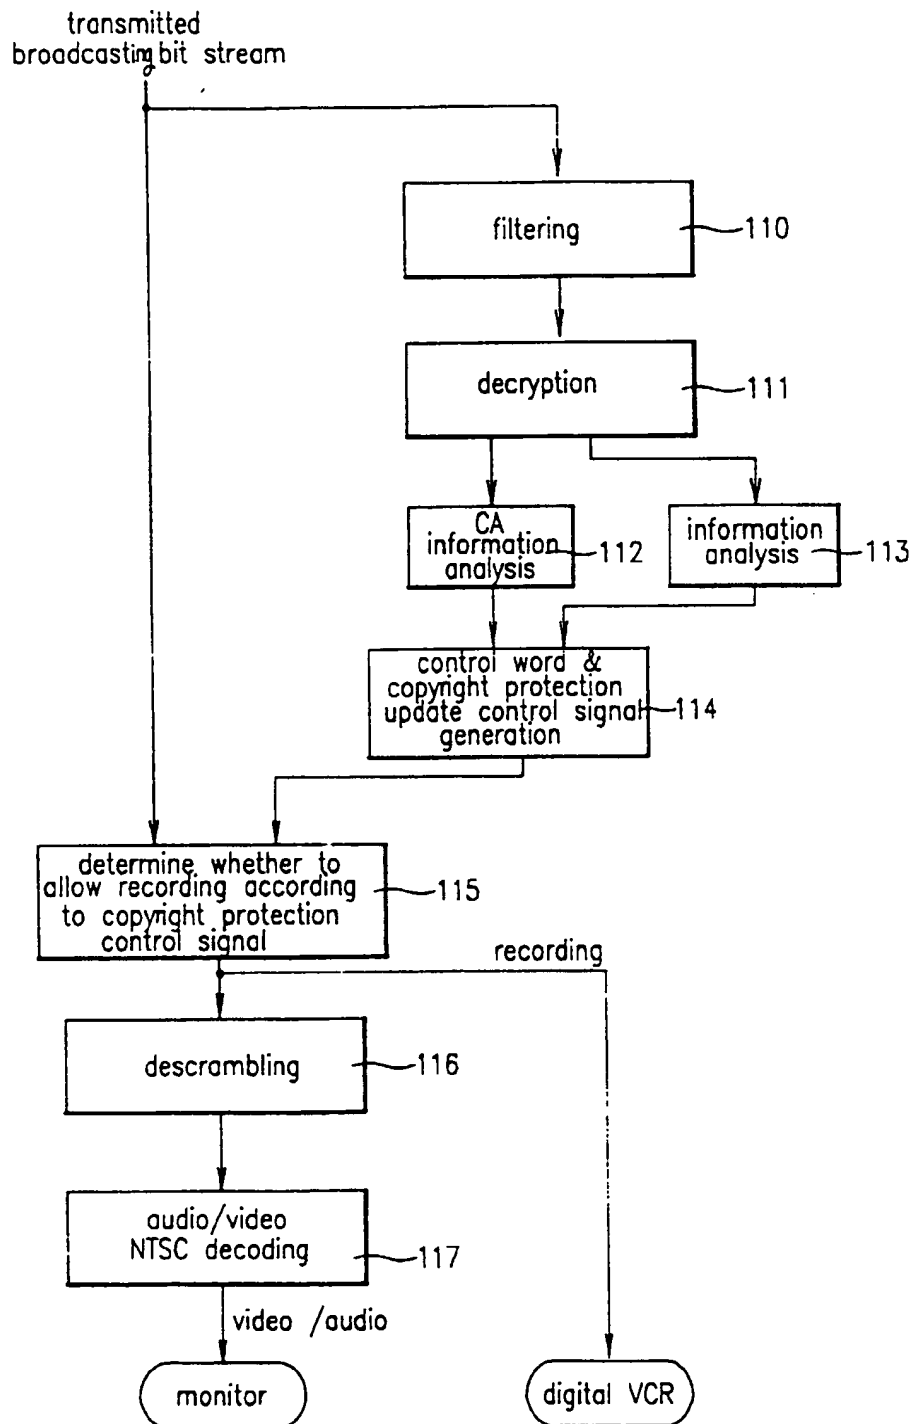 transmitted
broadcasting bit stream
filtering
110
decryption
111
CA
information
analysis
112
information
analysis
113
control word &
copyright protection
update control signal
generation
114
determine whether to
allow recording according
to copyright protection
control signal
115
recording
descrambling
116
audio/video
NTSC decoding
117
video /audio
monitor
digital VCR